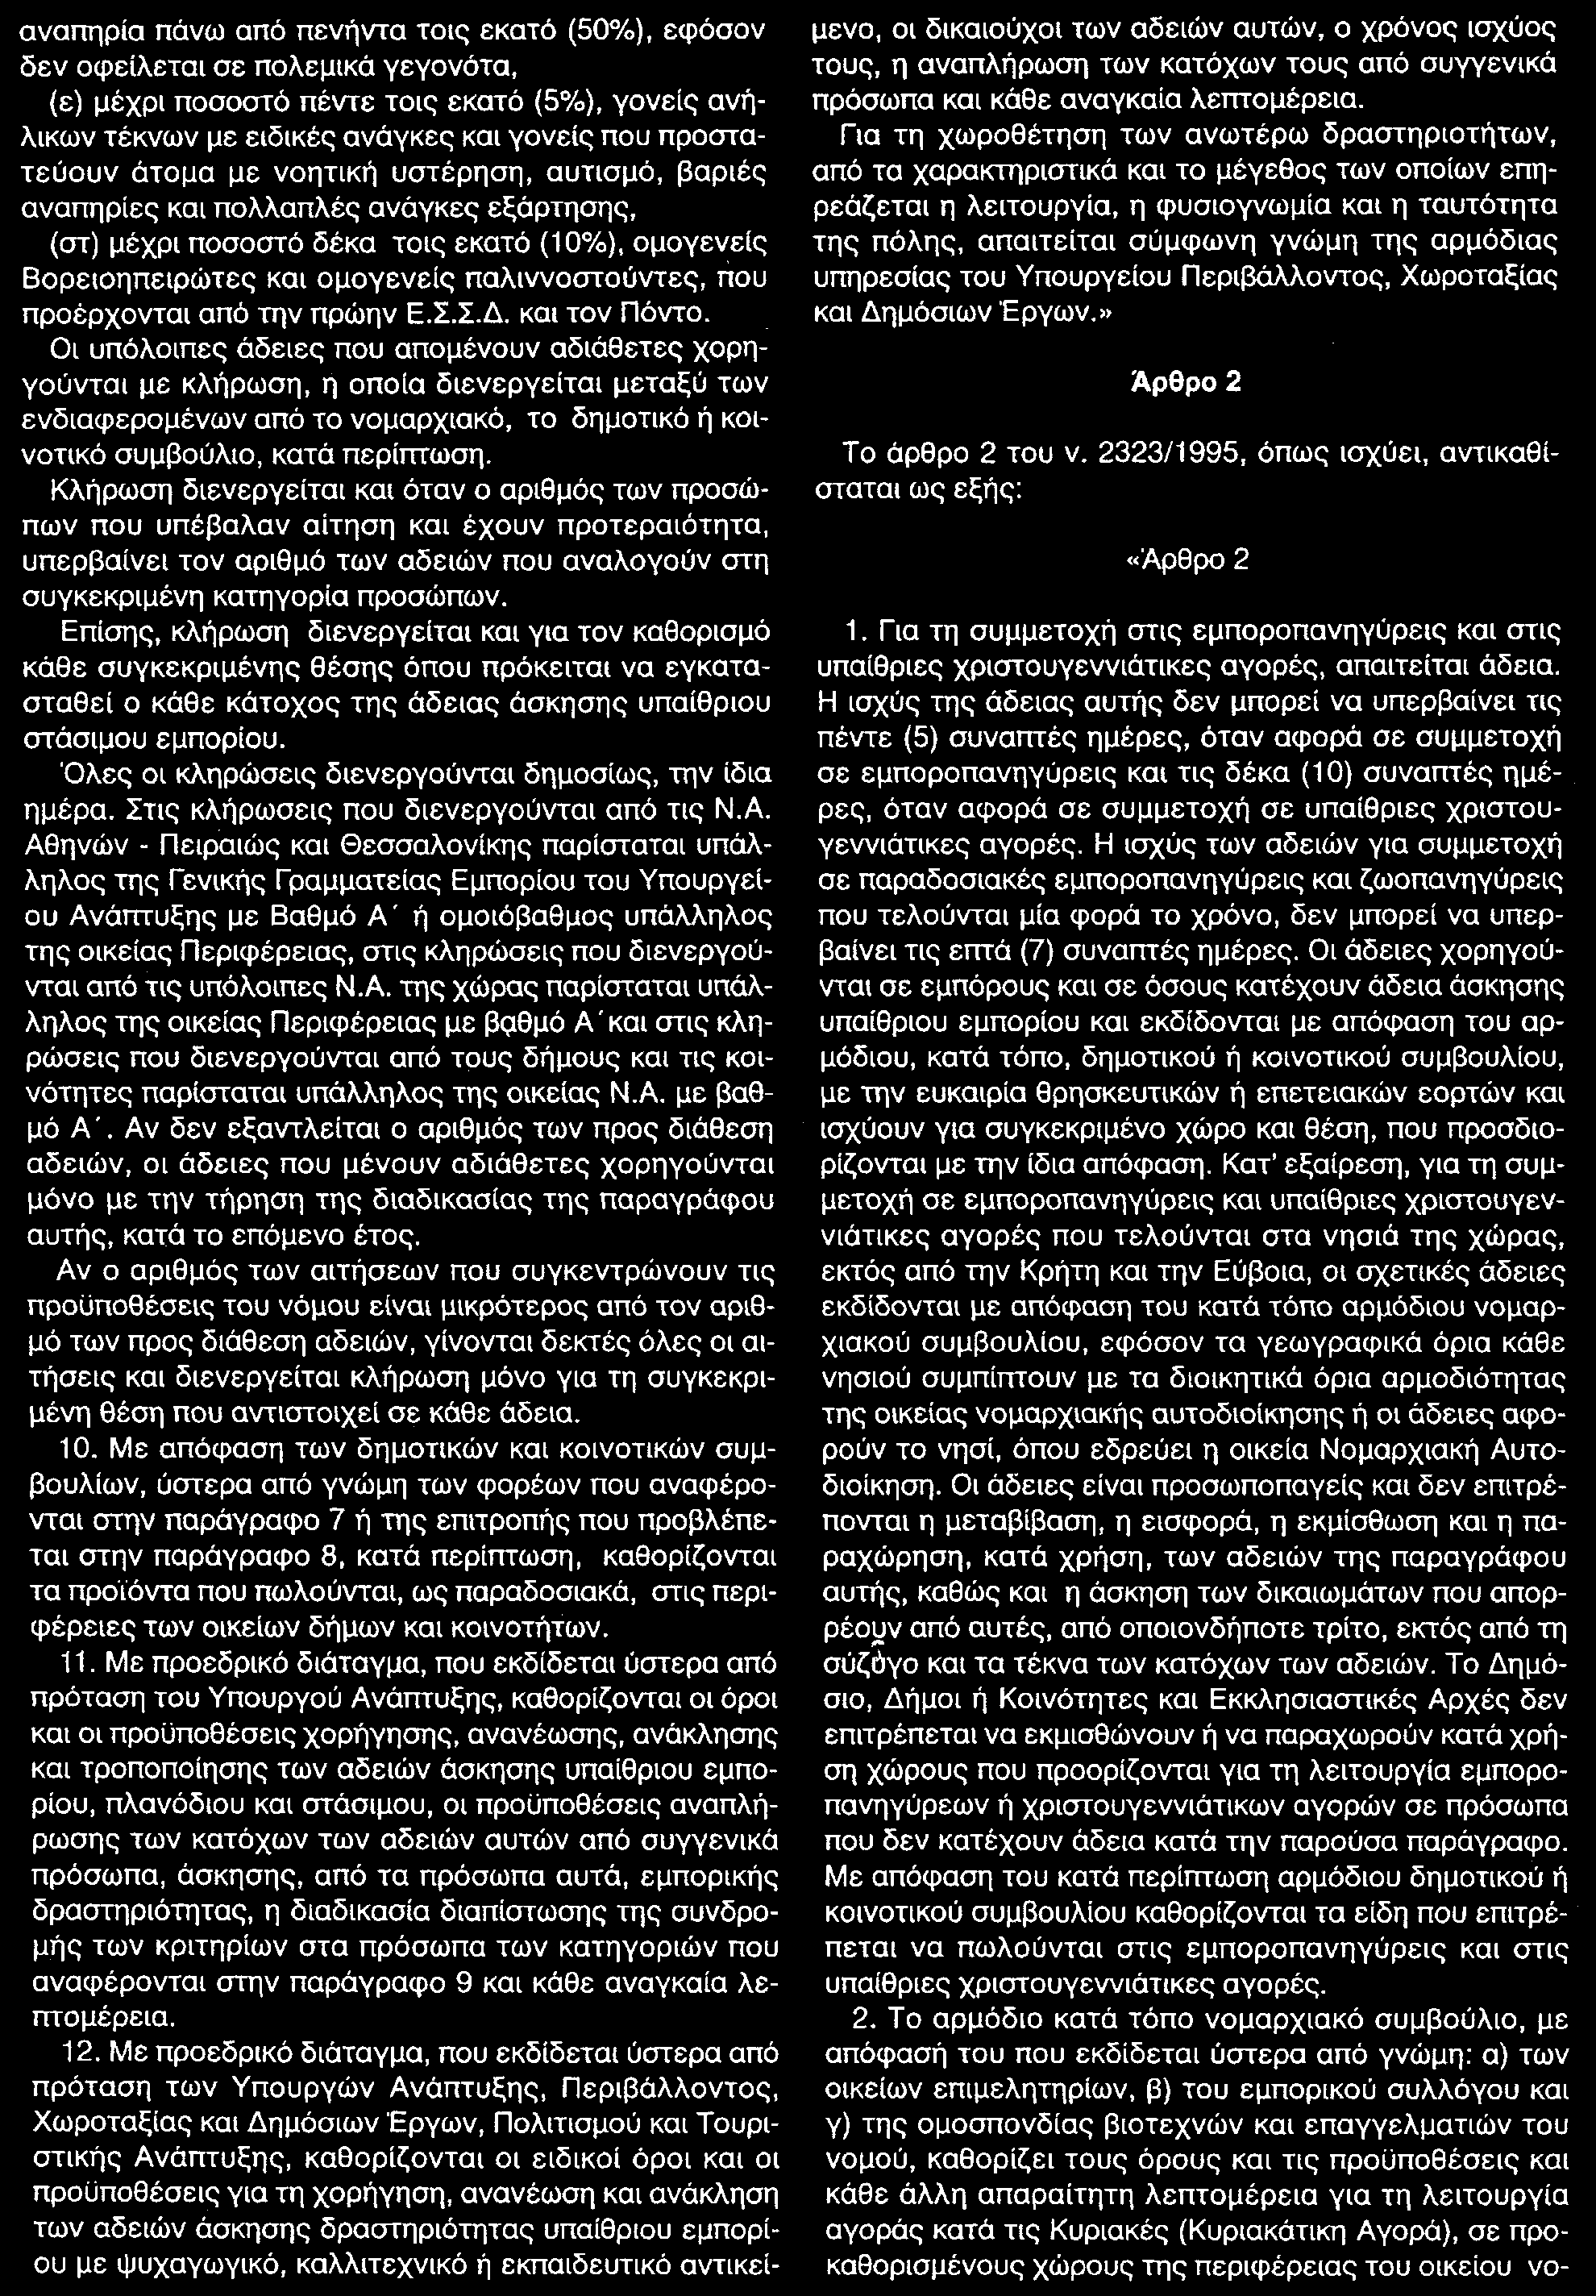 αναπηρία πάνω από πενήντα τοις εκατό (50%), εφόσον
δεν οφείλεται σε πολεμικά γεγονότα,
(ε) μέχρι ποσοστό πέντε τοις εκατό (5%), γονείς ανή-
λικων τέκνων με ειδικές ανάγκες και γονείς που προστα-
τεύουν άτομα με νοητική υστέρηση, αυτισμό, βαριές
αναπηρίες και πολλαπλές ανάγκες εξάρτησης,
(στ) μέχρι ποσοστό δέκα τοις εκατό (10%), ομογενείς
Βορειοηπειρώτες και ομογενείς παλιννοστούντες, που
προέρχονται από την πρώην Ε.Σ.Σ.Δ. και τον Πόντο.
Οι υπόλοιπες άδειες που απομένουν αδιάθετες χορη-
γούνται με κλήρωση, η οποία διενεργείται μεταξύ των
ενδιαφερομένων από το νομαρχιακό, το δημοτικό ή κοι-
νοτικό συμβούλιο, κατά περίπτωση.
Κλήρωση διενεργείται και όταν ο αριθμός των προσώ-
πων που υπέβαλαν αίτηση και έχουν προτεραιότητα,
υπερβαίνει τον αριθμό των αδειών που αναλογούν στη
συγκεκριμένη κατηγορία προσώπων.
Επίσης, κλήρωση διενεργείται και για τον καθορισμό
κάθε συγκεκριμένης θέσης όπου πρόκειται να εγκατα-
σταθεί ο κάθε κάτοχος της άδειας άσκησης υπαίθριου
στάσιμου εμπορίου.
Όλες οι κληρώσεις διενεργούνται δημοσίως, την ίδια
ημέρα. Στις κλήρωσεις που διενεργούνται από τις Ν.Α.
Αθηνών - Πειραιώς και Θεσσαλονίκης παρίσταται υπάλ-
ληλος της Γενικής Γραμματείας Εμπορίου του Υπουργεί-
ου Ανάπτυξης με Βαθμό Α΄ ή ομοιόβαθμος υπάλληλος
της οικείας Περιφέρειας, στις κληρώσεις που διενεργού-
νται από τις υπόλοιπες Ν.Α. της χώρας παρίσταται υπάλ-
ληλος της οικείας Περιφέρειας με βαθμό Α΄και στις κλη-
ρώσεις που διενεργούνται από τους δήμους και τις κοι-
νότητες παρίσταται υπάλληλος της οικείας Ν.Α. με βαθ-
μό Α΄. Αν δεν εξαντλείται ο αριθμός των προς διάθεση
αδειών, οι άδειες που μένουν αδιάθετες χορηγούνται
μόνο με την τήρηση της διαδικασίας της παραγράφου
αυτής, κατά το επόμενο έτος.
Αν ο αριθμός των αιτήσεων που συγκεντρώνουν τις
προϋποθέσεις του νόμου είναι μικρότερος από τον αριθ-
μό των προς διάθεση αδειών, γίνονται δεκτές όλες οι αι-
τήσεις και διενεργείται κλήρωση μόνο για τη συγκεκρι-
μένη θέση που αντιστοιχεί σε κάθε άδεια.
10. Με απόφαση των δημοτικών και κοινοτικών συμ-
βουλίων, ύστερα από γνώμη των φορέων που αναφέρο-
νται στην παράγραφο 7 ή της επιτροπής που προβλέπε-
ται στην παράγραφο 8, κατά περίπτωση, καθορίζονται
τα προϊόντα που πωλούνται, ως παραδοσιακά, στις περι-
φέρειες των οικείων δήμων και κοινοτήτων.
11. Με προεδρικό διάταγμα, που εκδίδεται ύστερα από
πρόταση του Υπουργού Ανάπτυξης, καθορίζονται οι όροι
και οι προϋποθέσεις χορήγησης, ανανέωσης, ανάκλησης
και τροποποίησης των αδειών άσκησης υπαίθριου εμπο-
ρίου, πλανόδιου και στάσιμου, οι προϋποθέσεις αναπλή-
ρωσης των κατόχων των αδειών αυτών από συγγενικά
πρόσωπα, άσκησης, από τα πρόσωπα αυτά, εμπορικής
δραστηριότητας, η διαδικασία διαπίστωσης της συνδρο-
μής των κριτηρίων στα πρόσωπα των κατηγοριών που
αναφέρονται στην παράγραφο 9 και κάθε αναγκαία λε-
πτομέρεια.
12. Με προεδρικό διάταγμα, που εκδίδεται ύστερα από
πρόταση των Υπουργών Ανάπτυξης, Περιβάλλοντος,
Χωροταξίας και Δημόσιων Έργων, Πολιτισμού και Τουρι-
στικής Ανάπτυξης, καθορίζονται οι ειδικοί όροι και οι
προϋποθέσεις για τη χορήγηση, ανανέωση και ανάκληση
των αδειών άσκησης δραστηριότητας υπαίθριου εμπορί-
ου με ψυχαγωγικό, καλλιτεχνικό ή εκπαιδευτικό αντικεί-
μενο, οι δικαιούχοι των αδειών αυτών, ο χρόνος ισχύος
τους, η αναπλήρωση των κατόχων τους από συγγενικά
πρόσωπα και κάθε αναγκαία λεπτομέρεια.
Για τη χωροθέτηση των ανωτέρω δραστηριοτήτων,
από τα χαρακτηριστικά και το μέγεθος των οποίων επη-
ρεάζεται η λειτουργία, η φυσιογνωμία και η ταυτότητα
της πόλης, απαιτείται σύμφωνη γνώμη της αρμόδιας
υπηρεσίας του Υπουργείου Περιβάλλοντος, Χωροταξίας
και Δημόσιων Έργων.»
Άρθρο 2
Το άρθρο 2 του ν. 2323/1995, όπως ισχύει, αντικαθί-
σταται ως εξής:
«Άρθρο 2
1. Για τη συμμετοχή στις εμποροπανηγύρεις και στις
υπαίθριες χριστουγεννιάτικες αγορές, απαιτείται άδεια.
Η ισχύς της άδειας αυτής δεν μπορεί να υπερβαίνει τις
πέντε (5) συναπτές ημέρες, όταν αφορά σε συμμετοχή
σε εμποροπανηγύρεις και τις δέκα (10) συναπτές ημέ-
ρες, όταν αφορά σε συμμετοχή σε υπαίθριες χριστου-
γεννιάτικες αγορές. Η ισχύς των αδειών για συμμετοχή
σε παραδοσιακές εμποροπανηγύρεις και ζωοπανηγύρεις
που τελούνται μία φορά το χρόνο, δεν μπορεί να υπερ-
βαίνει τις επτά (7) συναπτές ημέρες. Οι άδειες χορηγού-
νται σε εμπόρους και σε όσους κατέχουν άδεια άσκησης
υπαίθριου εμπορίου και εκδίδονται με απόφαση του αρ-
μόδιου, κατά τόπο, δημοτικού ή κοινοτικού συμβουλίου,
με την ευκαιρία θρησκευτικών ή επετειακών εορτών και
ισχύουν για συγκεκριμένο χώρο και θέση, που προσδιο-
ρίζονται με την ίδια απόφαση. Κατ’ εξαίρεση, για τη συμ-
μετοχή σε εμποροπανηγύρεις και υπαίθριες χριστουγεν-
νιάτικες αγορές που τελούνται στα νησιά της χώρας,
εκτός από την Κρήτη και την Εύβοια, οι σχετικές άδειες
εκδίδονται με απόφαση του κατά τόπο αρμόδιου νομαρ-
χιακού συμβουλίου, εφόσον τα γεωγραφικά όρια κάθε
νησιού συμπίπτουν με τα διοικητικά όρια αρμοδιότητας
της οικείας νομαρχιακής αυτοδιοίκησης ή οι άδειες αφο-
ρούν το νησί, όπου εδρεύει η οικεία Νομαρχιακή Αυτο-
διοίκηση. Οι άδειες είναι προσωποπαγείς και δεν επιτρέ-
πονται η μεταβίβαση, η εισφορά, η εκμίσθωση και η πα-
ραχώρηση, κατά χρήση, των αδειών της παραγράφου
αυτής, καθώς και η άσκηση των δικαιωμάτων που απορ-
ρέουν από αυτές, από οποιονδήποτε τρίτο, εκτός από τη
σύζυγο και τα τέκνα των κατόχων των αδειών. Το Δημό-
σιο, Δήμοι ή Κοινότητες και Εκκλησιαστικές Αρχές δεν
επιτρέπεται να εκμισθώνουν ή να παραχωρούν κατά χρή-
ση χώρους που προορίζονται για τη λειτουργία εμπορο-
πανηγύρεων ή χριστουγεννιάτικων αγορών σε πρόσωπα
που δεν κατέχουν άδεια κατά την παρούσα παράγραφο.
Με απόφαση του κατά περίπτωση αρμόδιου δημοτικού ή
κοινοτικού συμβουλίου καθορίζονται τα είδη που επιτρέ-
πεται να πωλούνται στις εμποροπανηγύρεις και στις
υπαίθριες χριστουγεννιάτικες αγορές.
2. Το αρμόδιο κατά τόπο νομαρχιακό συμβούλιο, με
απόφασή του που εκδίδεται ύστερα από γνώμη: α) των
οικείων επιμελητηρίων, β) του εμπορικού συλλόγου και
γ) της ομοσπονδίας βιοτεχνών και επαγγελματιών του
νομού, καθορίζει τους όρους και τις προϋποθέσεις και
κάθε άλλη απαραίτητη λεπτομέρεια για τη λειτουργία
αγοράς κατά τις Κυριακές (Κυριακάτικη Αγορά), σε προ-
καθορισμένους χώρους της περιφέρειας του οικείου νο-